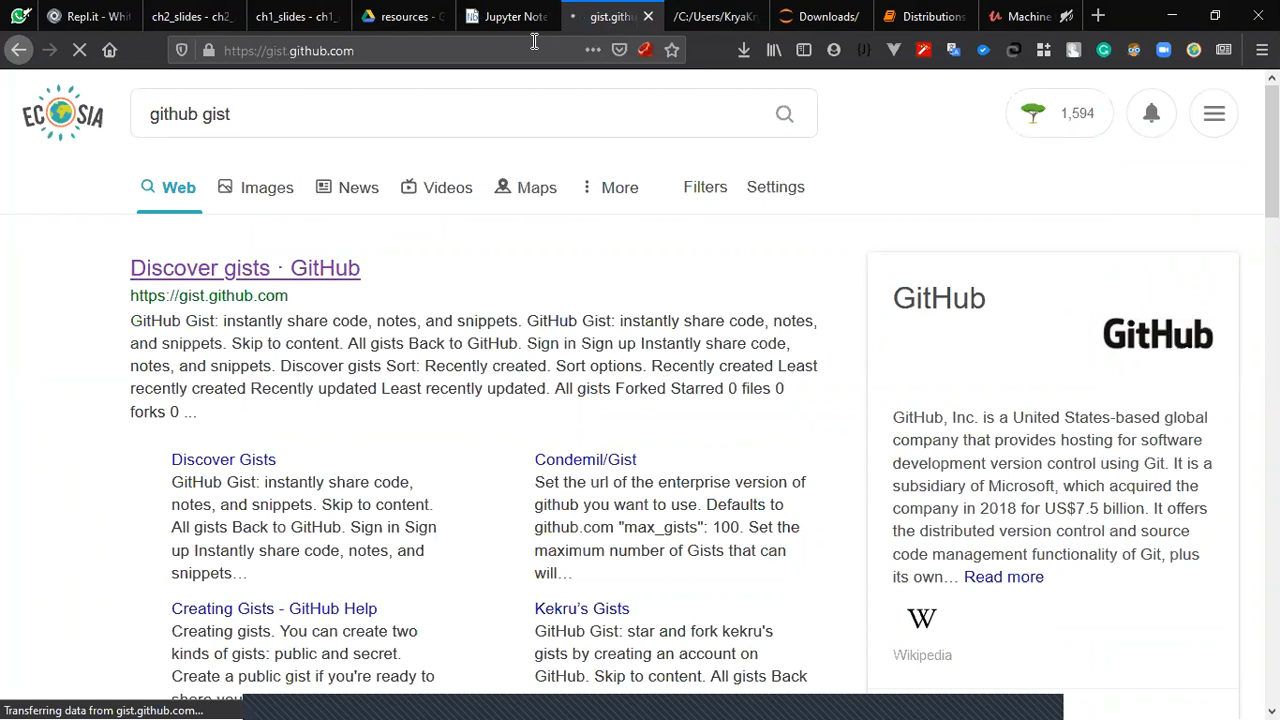 Repl.it - Whit
ch2_slides - ch2_
ch1_slides - ch1_
resources - G
Jupyter Note
gist.githu
/C:/Users/KryaKr
Downloads/
Distributions
Machine
https://gist.github.com
ECOSIA
github gist
1,594
Web
Images
News
Videos
Maps
More
Filters
Settings
Discover gists · GitHub
https://gist.github.com
GitHub Gist: instantly share code, notes, and snippets. GitHub Gist: instantly share code, notes,
and snippets. Skip to content. All gists Back to GitHub. Sign in Sign up Instantly share code,
notes, and snippets. Discover gists Sort: Recently created. Sort options. Recently created Least
recently created Recently updated Least recently updated. All gists Forked Starred 0 files 0
forks 0 ...
Discover Gists
GitHub Gist: instantly share code,
notes, and snippets. Skip to content.
All gists Back to GitHub. Sign in Sign
up Instantly share code, notes, and
snippets…
Condemil/Gist
Set the url of the enterprise version of
github you want to use. Defaults to
github.com "max_gists": 100. Set the
maximum number of Gists that can
will…
Creating Gists - GitHub Help
Creating gists. You can create two
kinds of gists: public and secret.
Create a public gist if you're ready to
Kekru's Gists
GitHub Gist: star and fork kekru's
gists by creating an account on
GitHub. Skip to content. All gists Back
GitHub
GitHub
GitHub, Inc. is a United States-based global
company that provides hosting for software
development version control using Git. It is a
subsidiary of Microsoft, which acquired the
company in 2018 for US$7.5 billion. It offers
the distributed version control and source
code management functionality of Git, plus
its own… Read more
W
Wikipedia
Transferring data from gist.github.com...